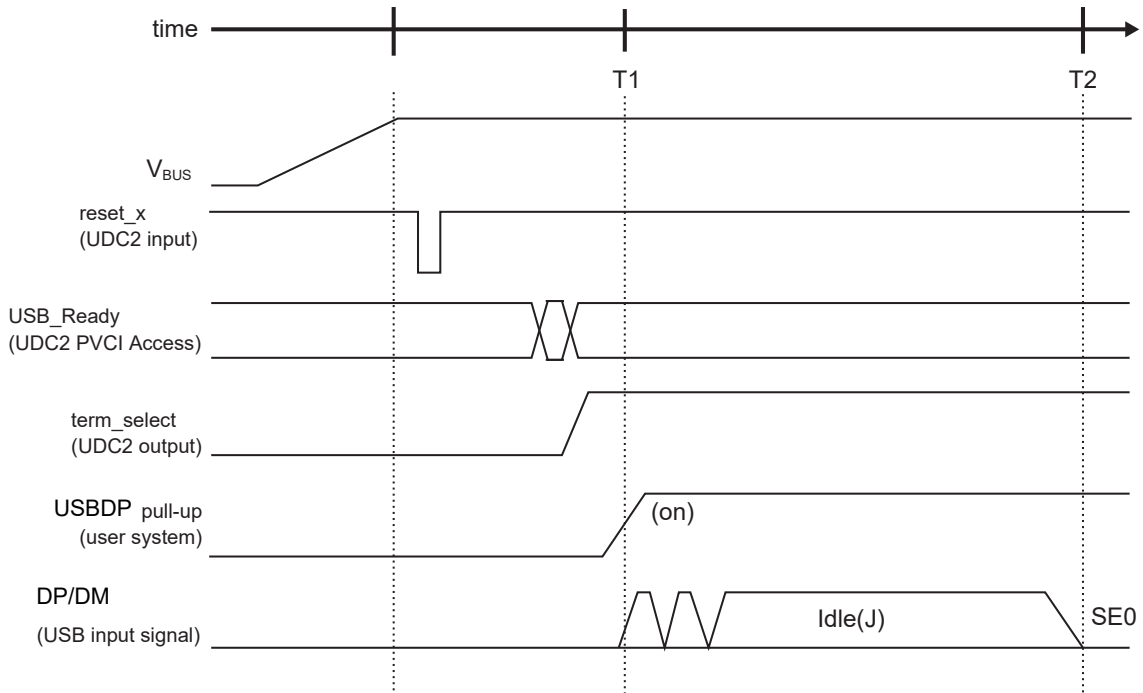 time
T1
T2
VBUS
reset_x
(UDC2 input)
USB_Ready
(UDC2 PVCI Access)
term_select
(UDC2 output)
USBDP pull-up
(user system)
(on)
DP/DM
(USB input signal)
Idle(J)
SE0